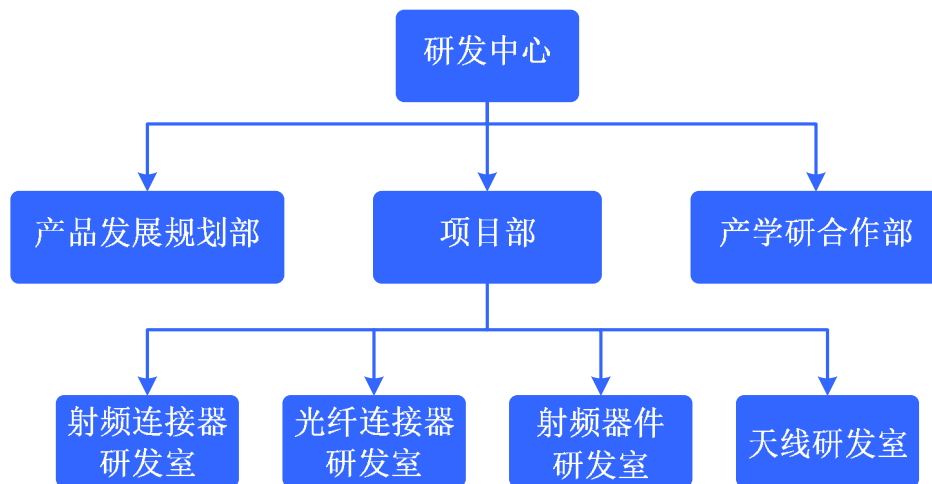 研发中心
产品发展规划部
项目部
产学研合作部
射频连接器
研发室
光纤连接器
研发室
射频器件
研发室
天线研发室